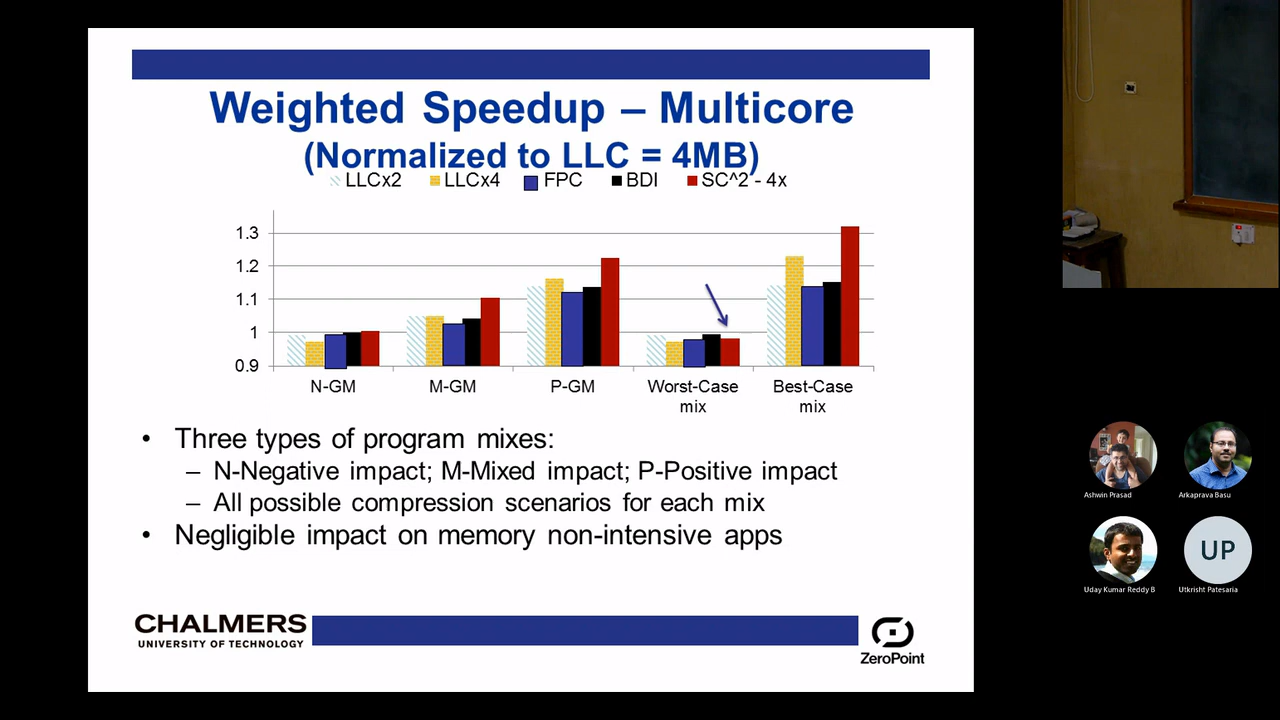 Weighted Speedup – Multicore
(Normalized to LLC = 4MB)
LLCx2 LLCx4 FPC BDI SC^2 - 4x
1.3
1.2
1.1
1
0.9
N-GM M-GM P-GM Worst-Case mix Best-Case mix
• Three types of program mixes:
– N-Negative impact; M-Mixed impact; P-Positive impact
– All possible compression scenarios for each mix
• Negligible impact on memory non-intensive apps
CHALMERS
UNIVERSITY OF TECHNOLOGY
ZeroPoint
Ashwin Prasad
Arkaprava Basu
Uday Kumar Reddy B
UP
Utkrisht Patesaria